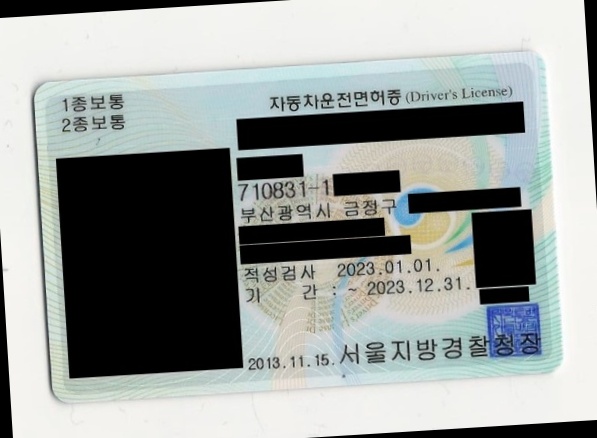 1종보통
2종보통
자동차운전면허증 (Driver's License)
710831-1
부산광역시 금정구
적성검사 2023.01.01.
기 간 : ~ 2023.12.31.
2013.11.15. 서울지방경찰청장